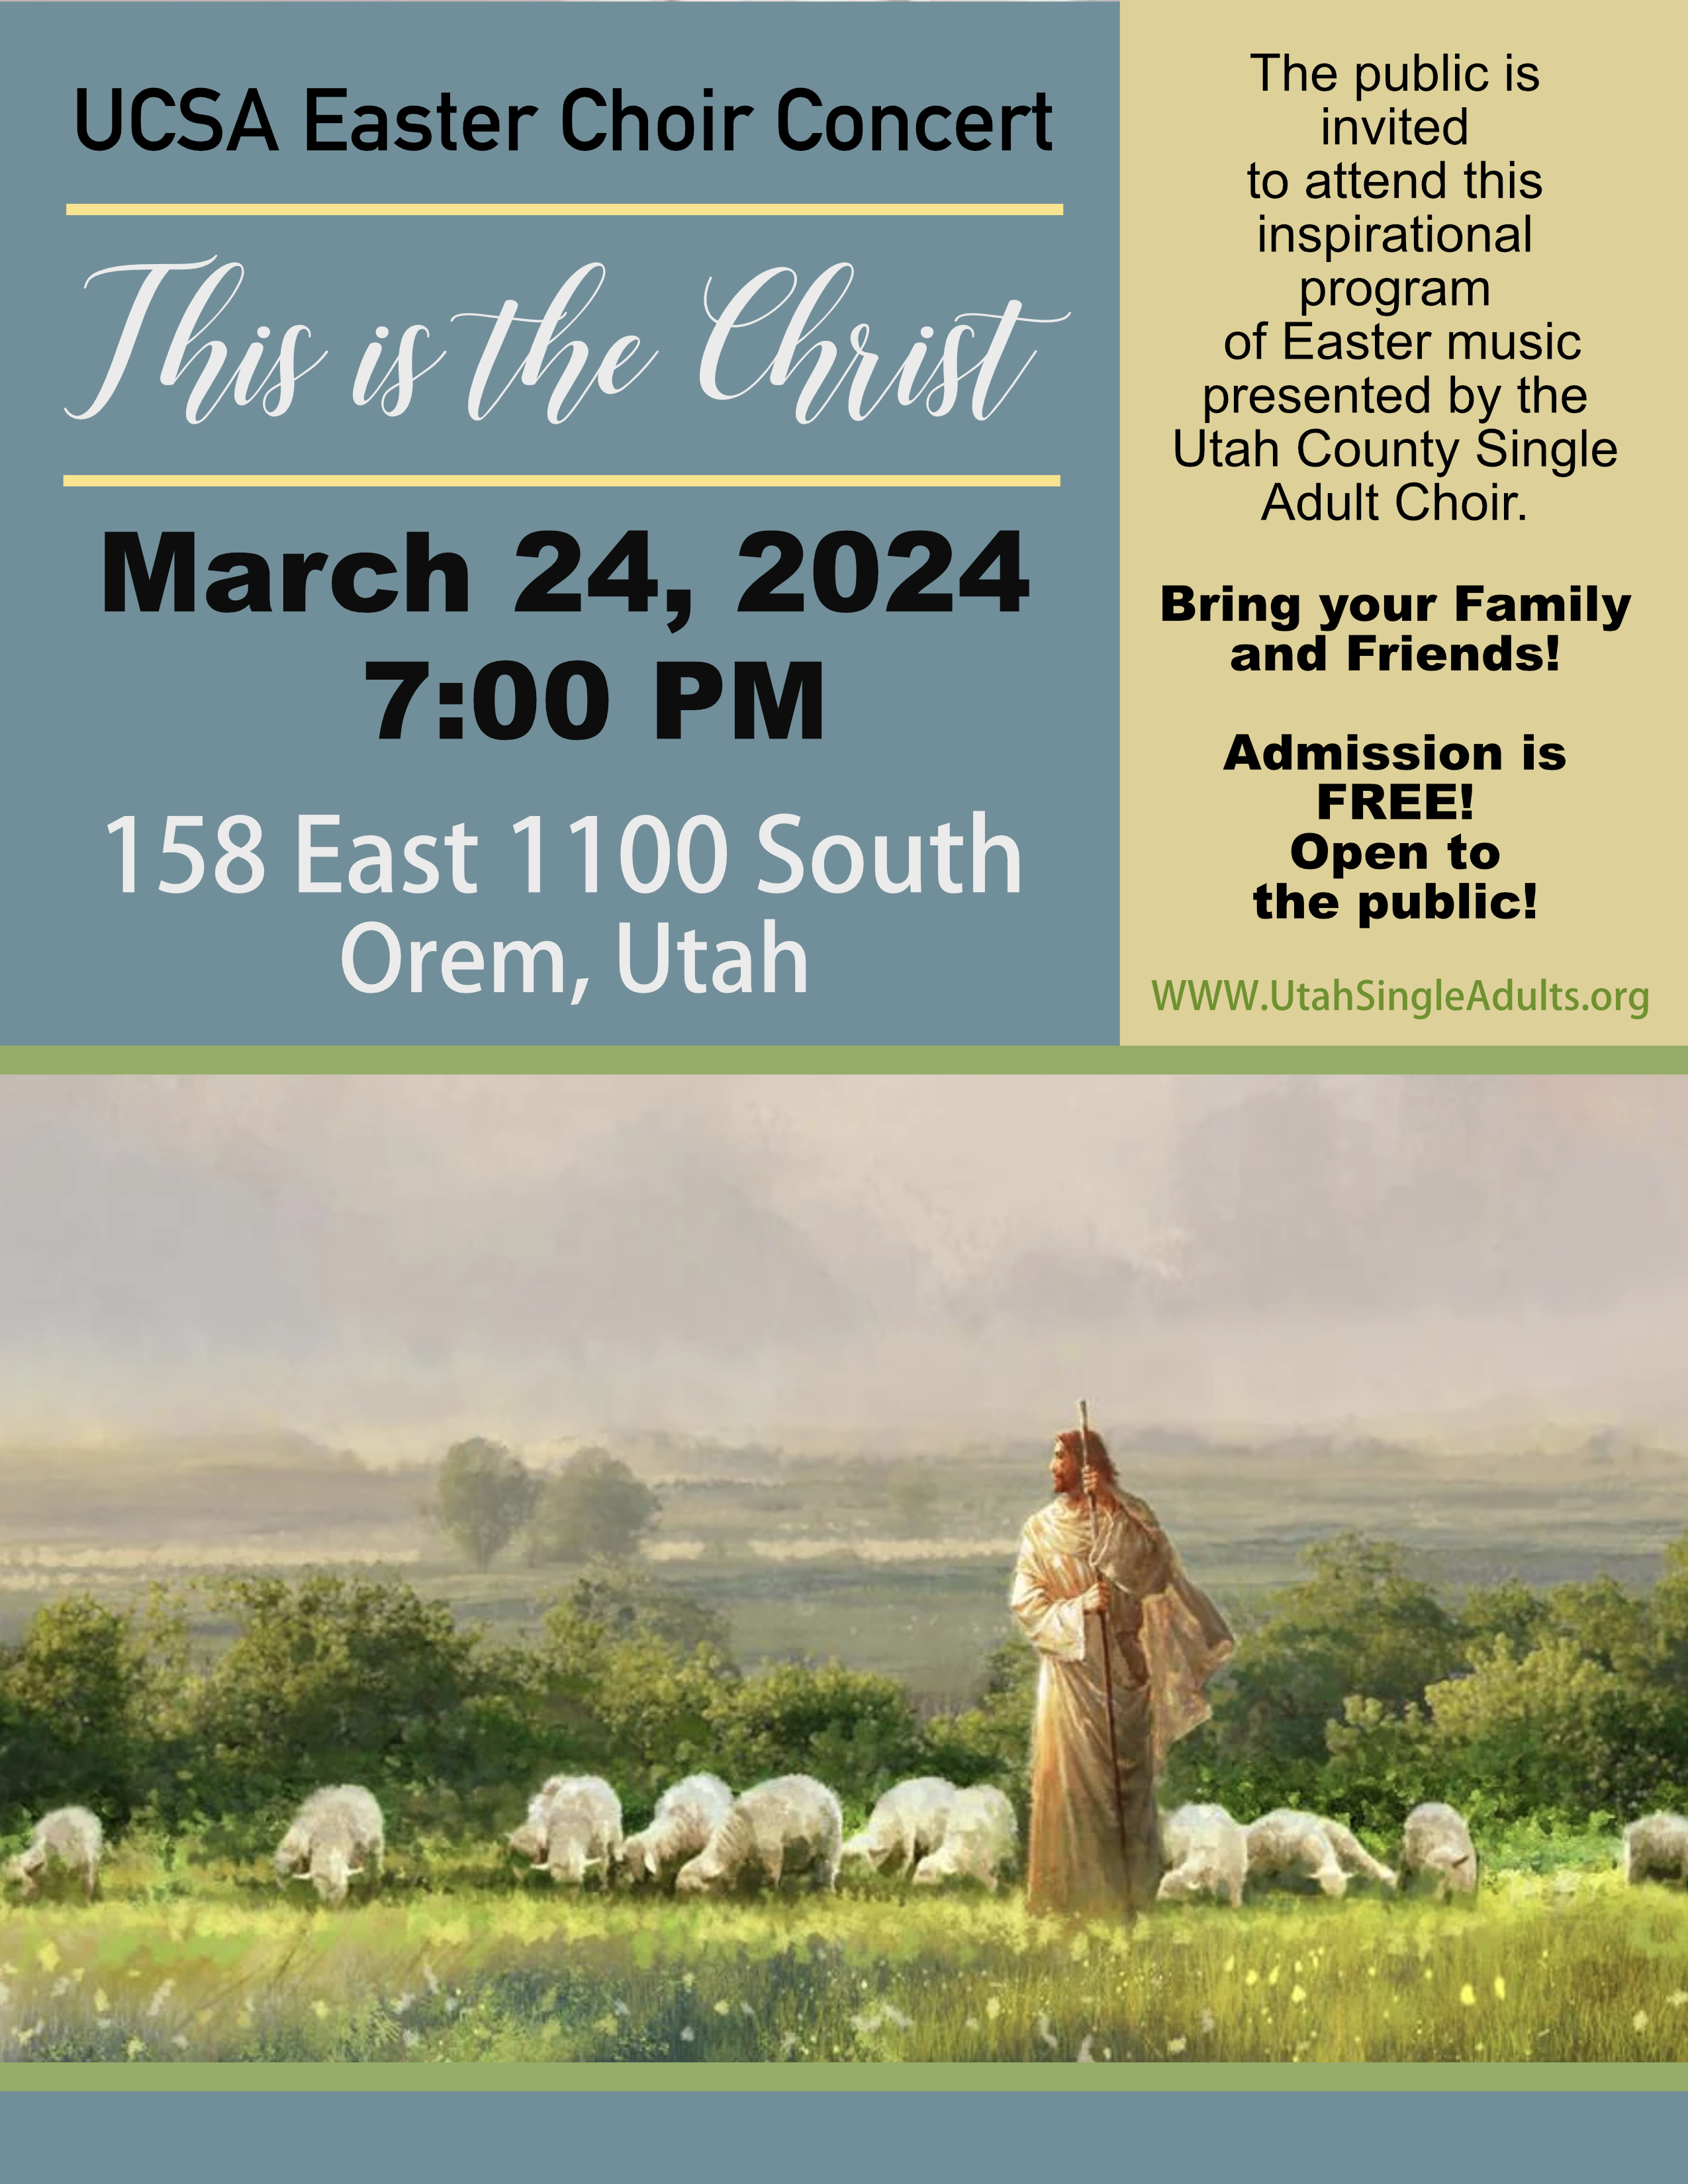 UCSA Easter Choir Concert
This is the Christ
March 24, 2024
7:00 PM
158 East 1100 South
Orem, Utah
The public is
invited
to attend this
inspirational
program
of Easter music
presented by the
Utah County Single
Adult Choir.
Bring your Family
and Friends!
Admission is
FREE!
Open to
the public!
WWW.UtahSingleAdults.org